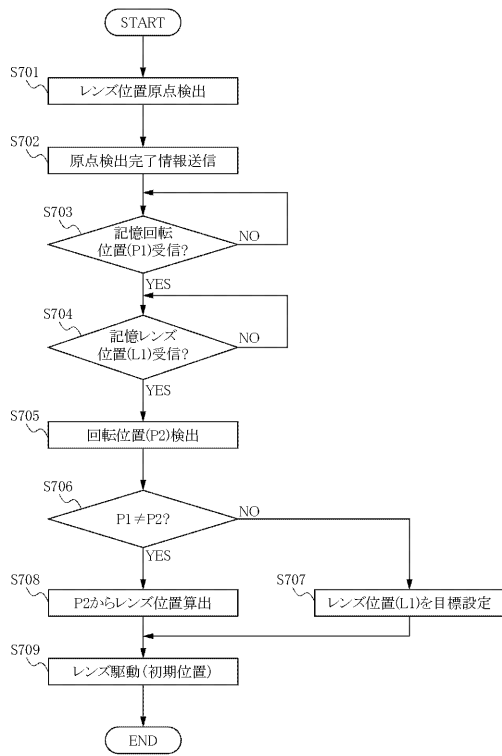 START
S701
レンズ位置原点検出
S702
原点検出完了情報送信
S703
記憶回転
位置(P1)受信?
NO
YES
S704
記憶レンズ
位置(L1)受信?
NO
YES
S705
回転位置(P2)検出
S706
P1≠P2?
NO
YES
S708
P2からレンズ位置算出
S707
レンズ位置(L1)を目標設定
S709
レンズ駆動(初期位置)
END